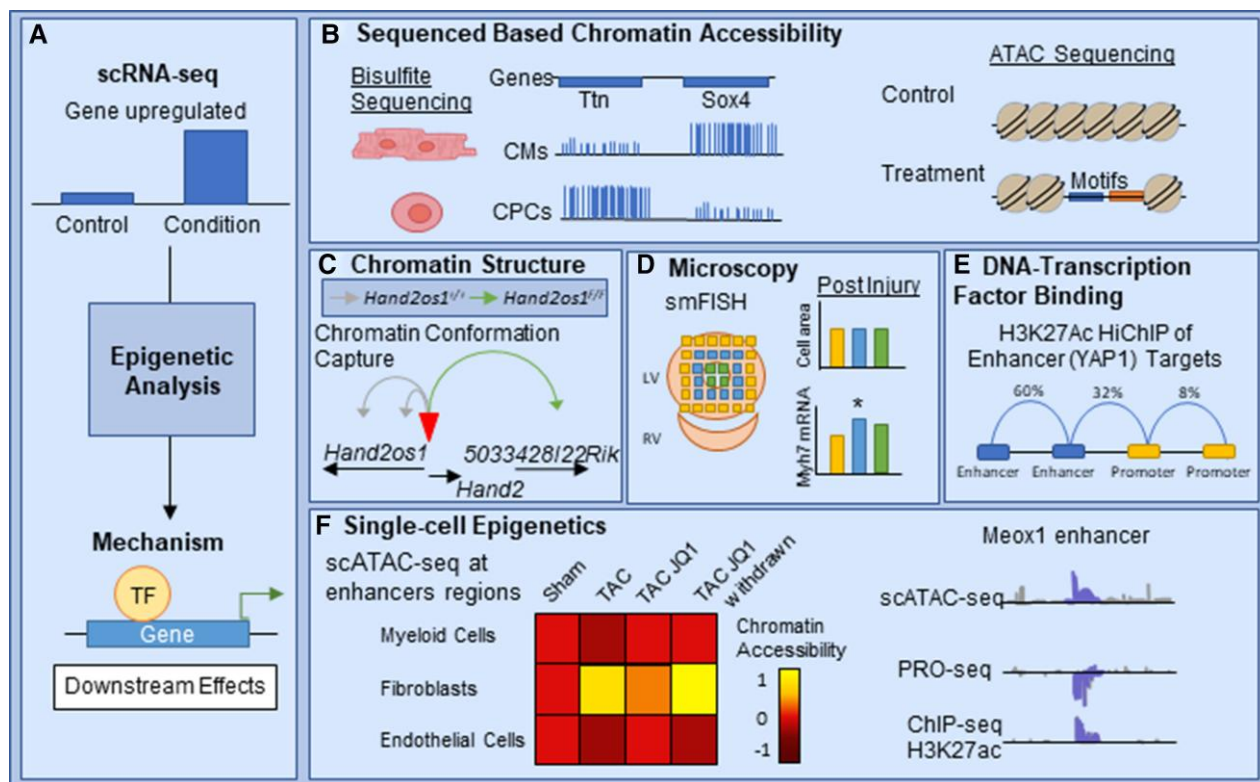 A
scRNA-seq
Gene upregulated
Control
Condition
Epigenetic
Analysis
Mechanism
TF
Gene
Downstream Effects
B
Sequenced Based Chromatin Accessibility
Bisulfite
Sequencing
Genes
Ttn
Sox4
CMs
CPCs
ATAC Sequencing
Control
Treatment
Motifs
C
Chromatin Structure
Hand2os1+/+
Hand2os1F/F
Chromatin Conformation
Capture
Hand2os1
5033428I22Rik
Hand2
D
Microscopy
smFISH
LV
RV
Post Injury
Cell area
Myh7 mRNA
*
E
DNA-Transcription
Factor Binding
H3K27Ac HiChIP of
Enhancer (YAP1) Targets
60%
32%
8%
Enhancer
Enhancer
Promoter
Promoter
F
Single-cell Epigenetics
scATAC-seq at
enhancers regions
Sham
TAC
TAC JQ1
TAC JQ1
withdrawn
Myeloid Cells
Fibroblasts
Endothelial Cells
Chromatin
Accessibility
1
0
-1
Meox1 enhancer
scATAC-seq
PRO-seq
ChIP-seq
H3K27ac